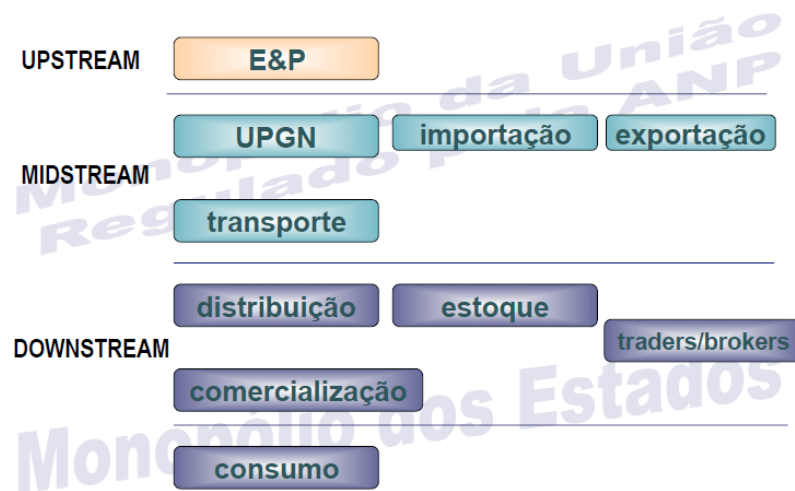 UPSTREAM
E&P
Monopólio da União
Regulado pela ANP
UPGN
importação
exportação
MIDSTREAM
transporte
distribuição
estoque
traders/brokers
DOWNSTREAM
comercialização
Monopólio dos Estados
consumo